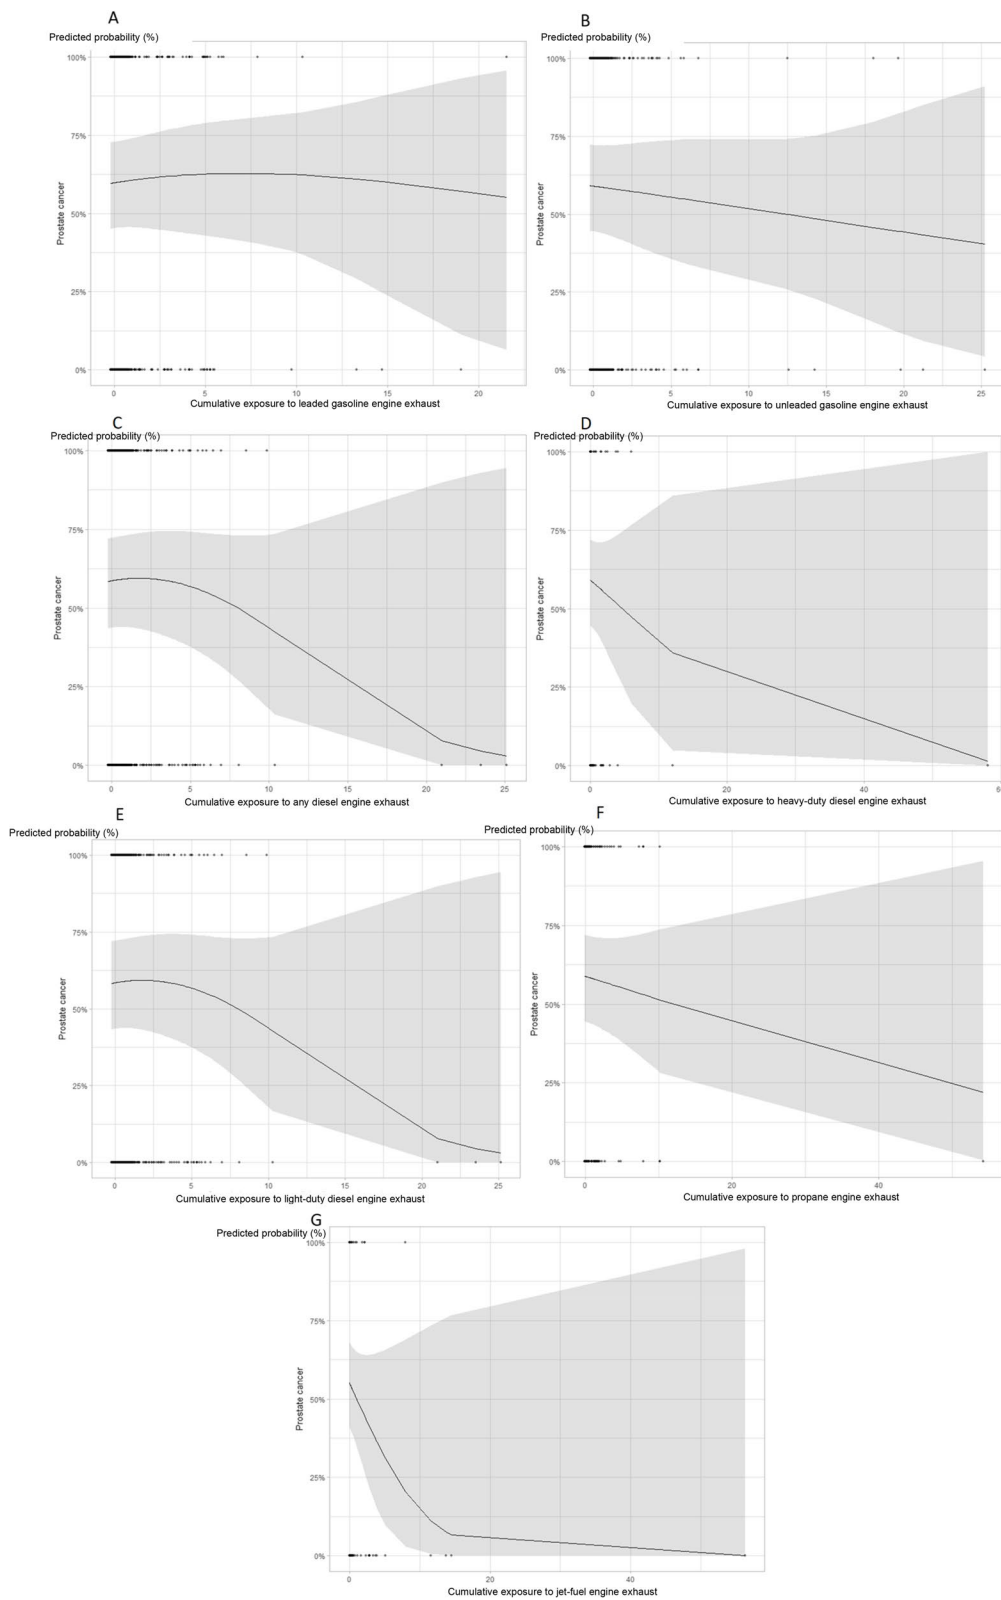 A
Predicted probability (%)
100%
75%
50%
25%
0%
Prostate cancer
0 5 10 15 20
Cumulative exposure to leaded gasoline engine exhaust
B
Predicted probability (%)
100%
75%
50%
25%
0%
Prostate cancer
0 5 10 15 20 25
Cumulative exposure to unleaded gasoline engine exhaust
C
Predicted probability (%)
100%
75%
50%
25%
0%
Prostate cancer
0 5 10 15 20 25
Cumulative exposure to any diesel engine exhaust
D
Predicted probability (%)
100%
75%
50%
25%
0%
Prostate cancer
0 20 40
Cumulative exposure to heavy-duty diesel engine exhaust
E
Predicted probability (%)
100%
75%
50%
25%
0%
Prostate cancer
0 5 10 15 20 25
Cumulative exposure to light-duty diesel engine exhaust
F
Predicted probability (%)
100%
75%
50%
25%
0%
Prostate cancer
0 20 40
Cumulative exposure to propane engine exhaust
G
Predicted probability (%)
100%
75%
50%
25%
0%
Prostate cancer
0 20 40
Cumulative exposure to jet-fuel engine exhaust